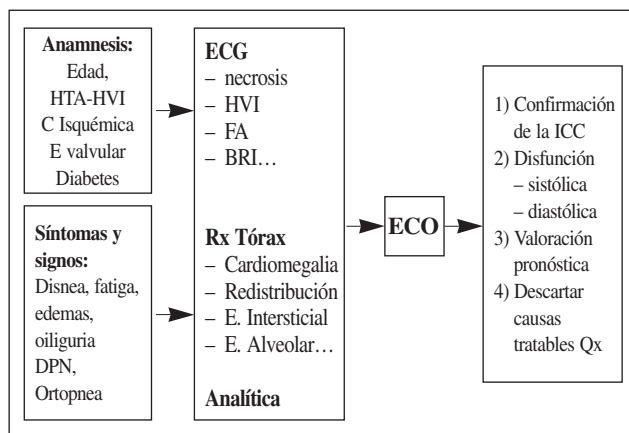 Anamnesis:
Edad,
HTA-HVI
C Isquémica
E valvular
Diabetes
Síntomas y
signos:
Disnea, fatiga,
edemas,
oiliguria
DPN,
Ortopnea
ECG
– necrosis
– HVI
– FA
– BRI…
Rx Tórax
– Cardiomegalia
– Redistribución
– E. Intersticial
– E. Alveolar…
Analítica
ECO
1) Confirmación
de la ICC
2) Disfunción
– sistólica
– diastólica
3) Valoración
pronóstica
4) Descartar
causas
tratables Qx